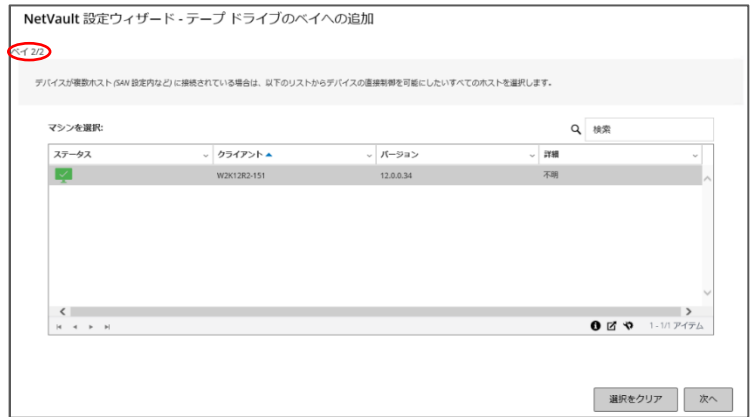 NetVault 設定ウィザード - テープ ドライブのベイへの追加
ベイ 2/2
デバイスが複数ホスト (SAN 設定内など) に接続されている場合は、以下のリストからデバイスの直接制御を可能にしたいすべてのホストを選択します。
マシンを選択:
検索
ステータス クライアント バージョン 詳細
W2K12R2-151 12.0.0.34 不明
1 - 1/1 アイテム
選択をクリア 次へ